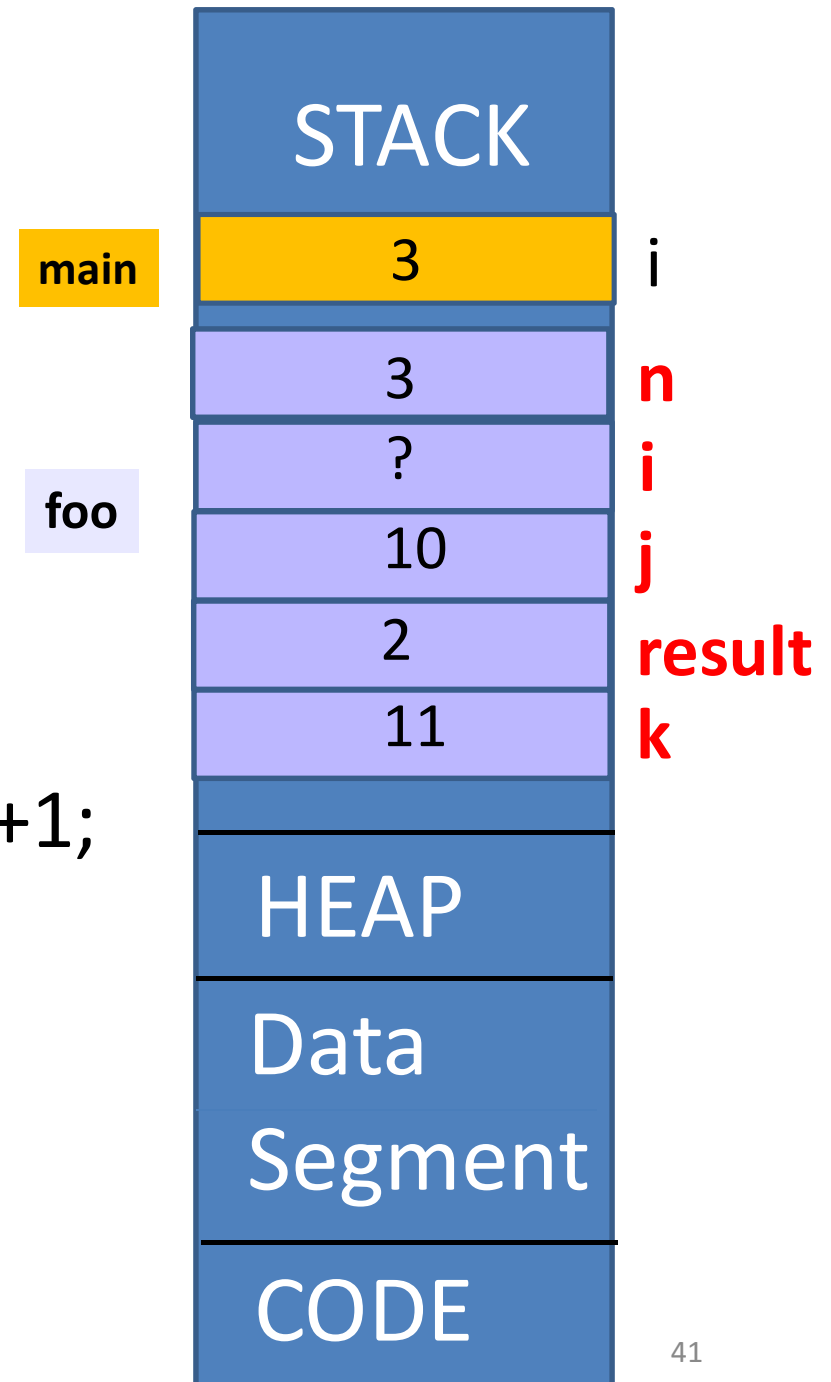 STACK
main 3 i
3 n
? i
foo
10 j
2 result
11 k
+1;
HEAP
Data
Segment
CODE
41